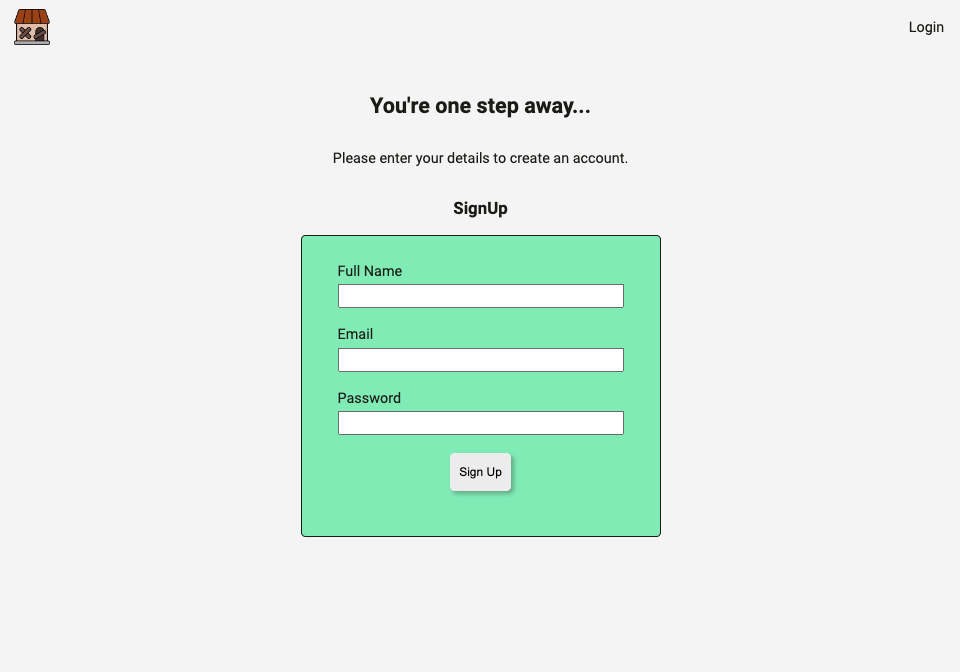 Login
You're one step away...
Please enter your details to create an account.
SignUp
Full Name
Email
Password
Sign Up